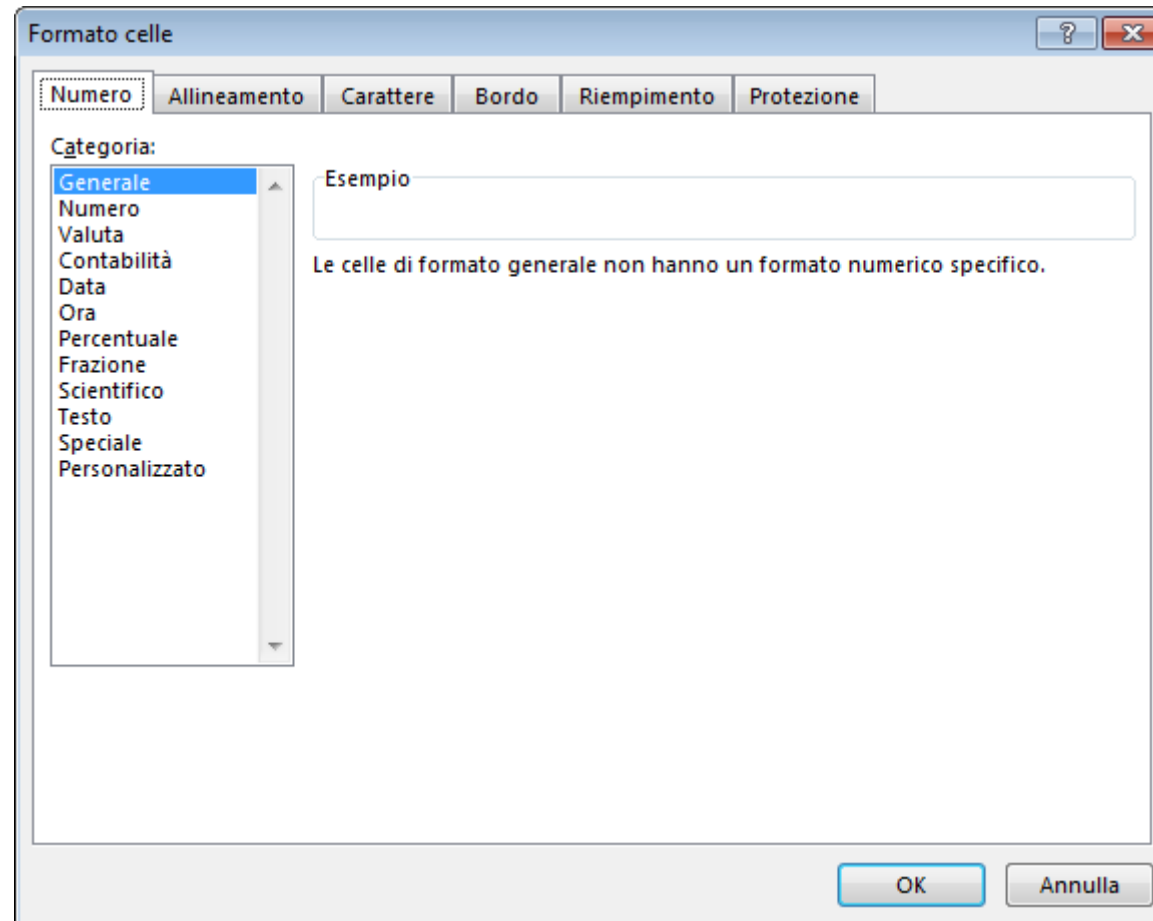 Formato celle
Numero Allineamento Carattere Bordo Riempimento Protezione
Categoria:
Generale
Numero
Valuta
Contabilità
Data
Ora
Percentuale
Frazione
Scientifico
Testo
Speciale
Personalizzato
Esempio
Le celle di formato generale non hanno un formato numerico specifico.
OK Annulla